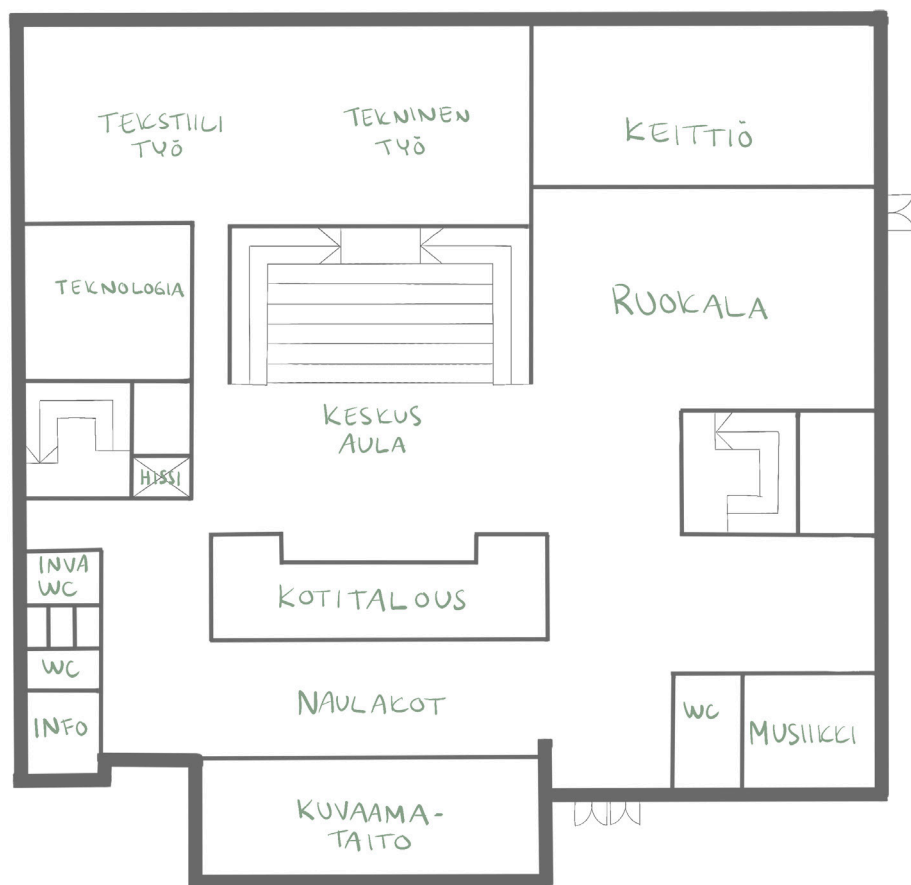 TEKSTIILI
TYÖ
TEKNINEN
TYÖ
KEITTIÖ
TEKNOLOGIA
RUOKALA
KESKUS
AULA
HISSI
INVA
WC
KOTITALOUS
WC
INFO
NAULAKOT
WC
MUSIIKKI
KUVAAMA-
TAITO